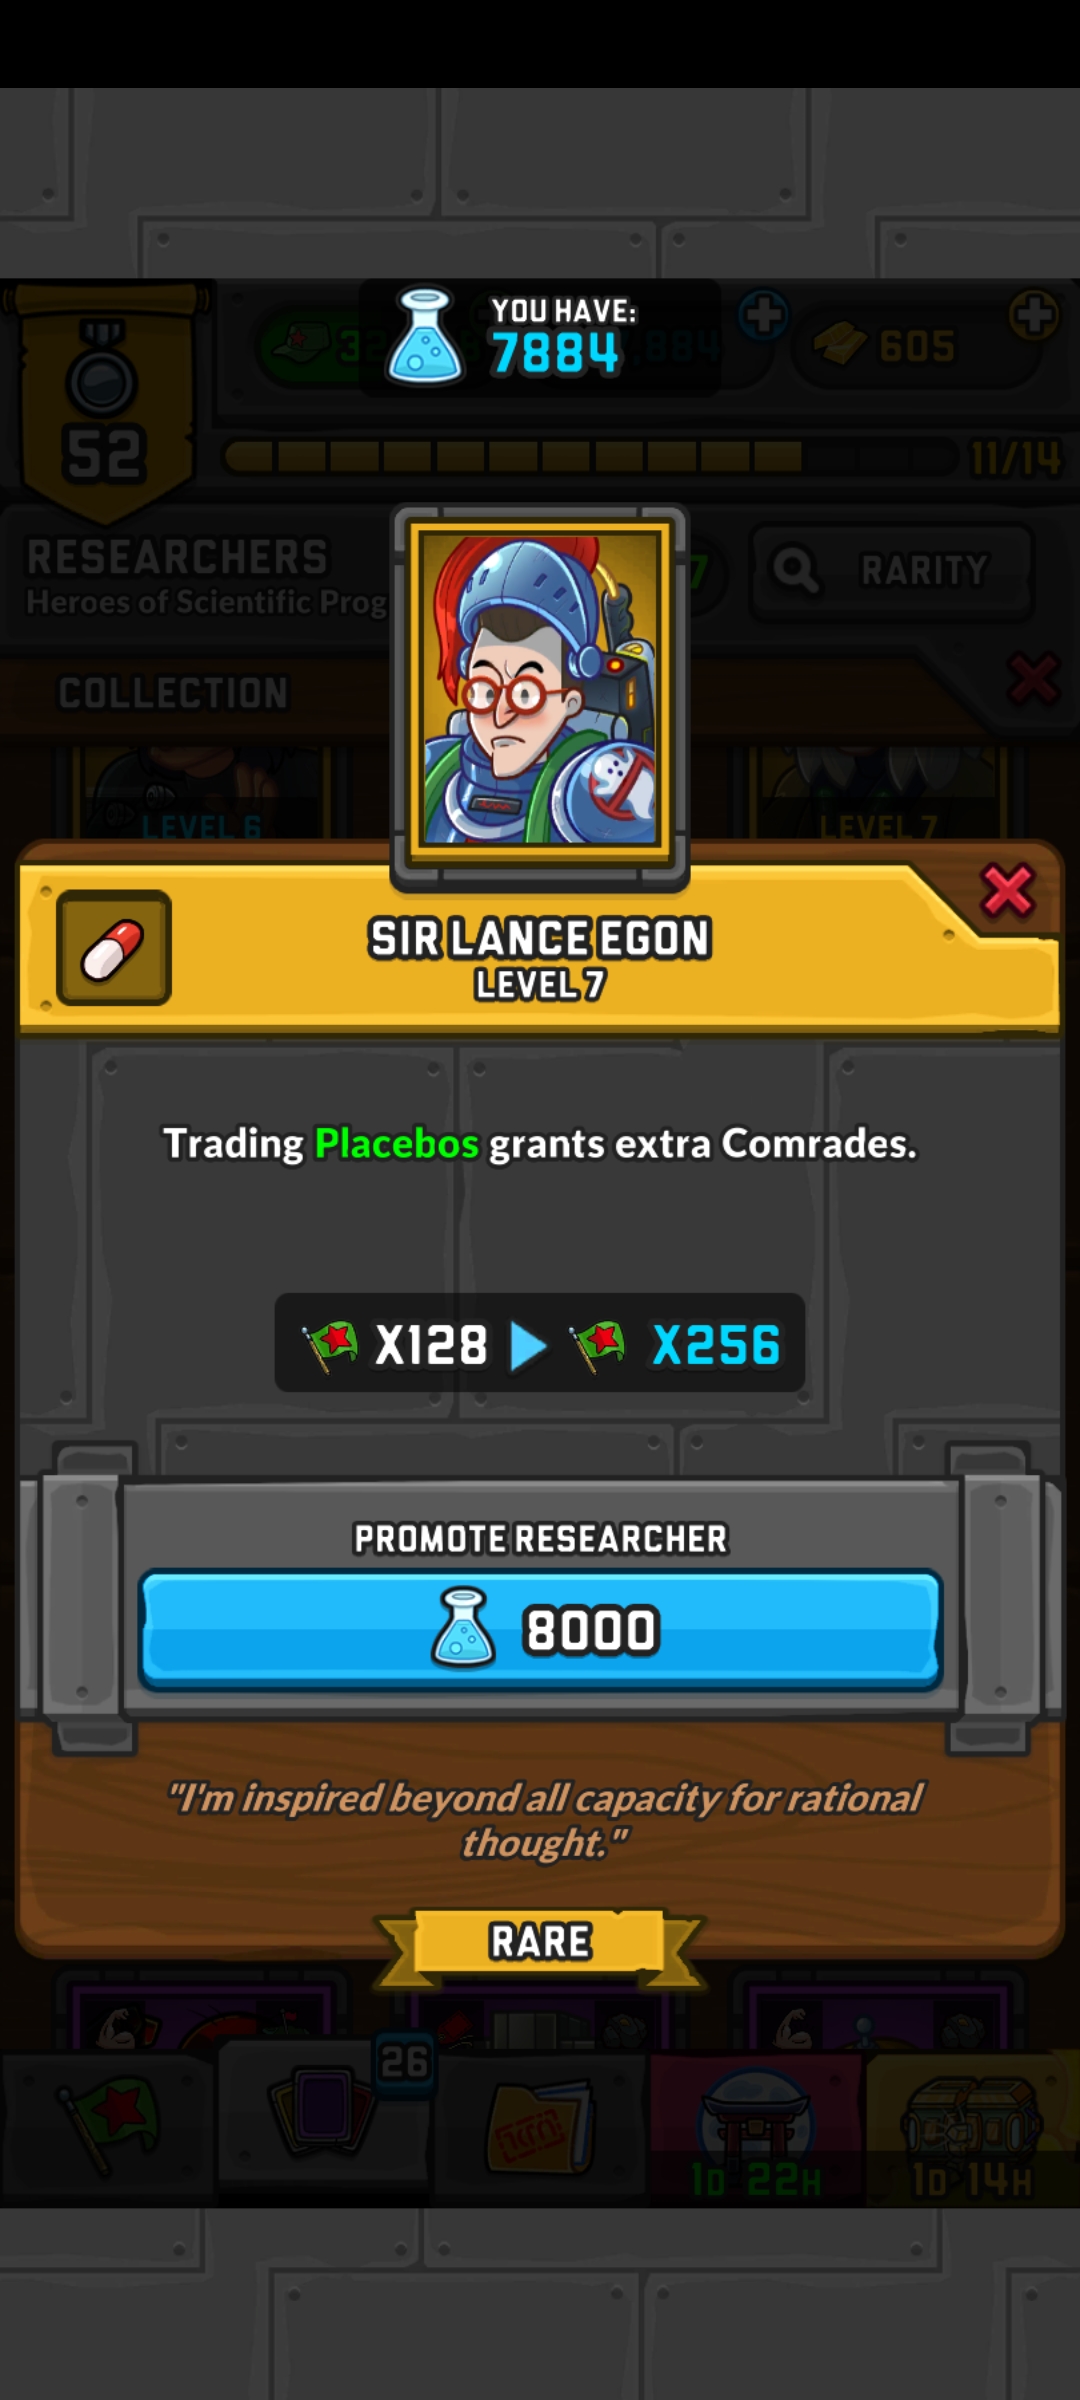 YOU HAVE:
7884
605
52
11/14
RESEARCHERS
Heroes of Scientific Prog
7
RARITY
COLLECTION
LEVEL 6
LEVEL 7
SIR LANCE EGON
LEVEL 7
Trading Placebos grants extra Comrades.
X128
X256
PROMOTE RESEARCHER
8000
"I'm inspired beyond all capacity for rational
thought."
RARE
26
1D 22H
1D 14H